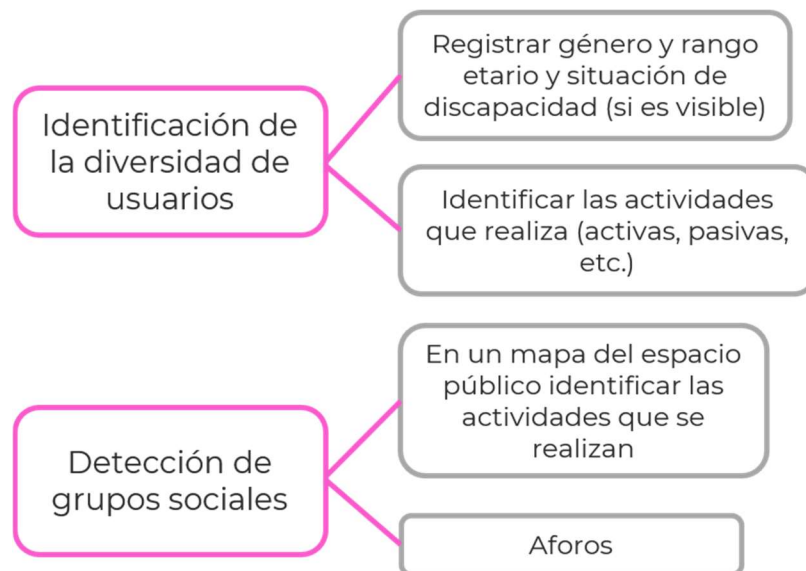 Identificación de
la diversidad de
usuarios
Registrar género y rango
etario y situación de
discapacidad (si es visible)
Identificar las actividades
que realiza (activas, pasivas,
etc.)
Detección de
grupos sociales
En un mapa del espacio
público identificar las
actividades que se
realizan
Aforos